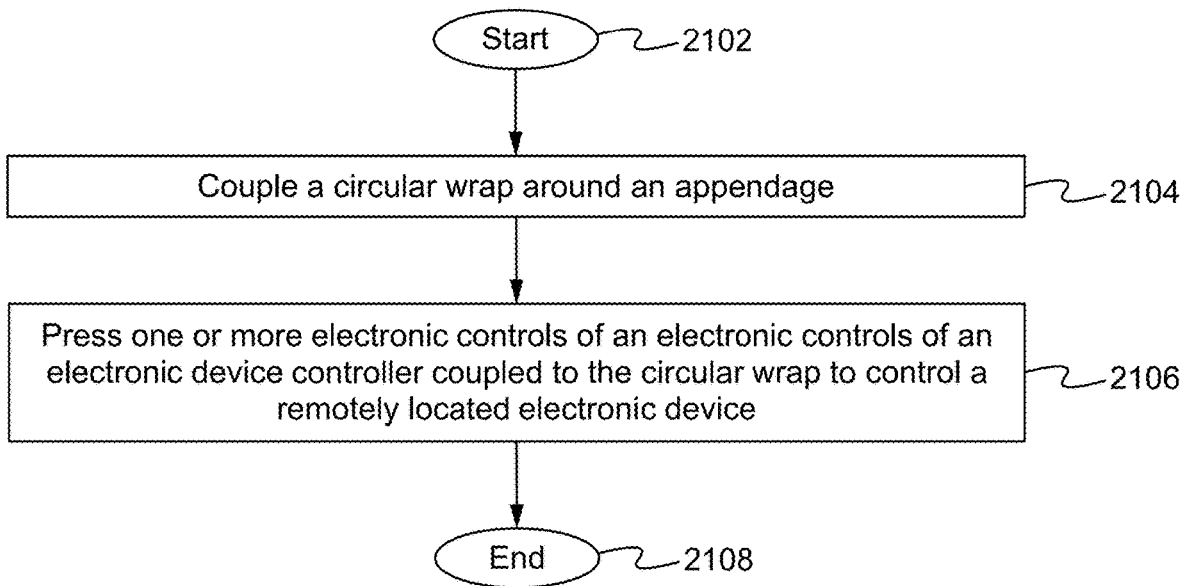 Start
2102
Couple a circular wrap around an appendage
2104
Press one or more electronic controls of an electronic controls of an
electronic device controller coupled to the circular wrap to control a
remotely located electronic device
2106
End
2108